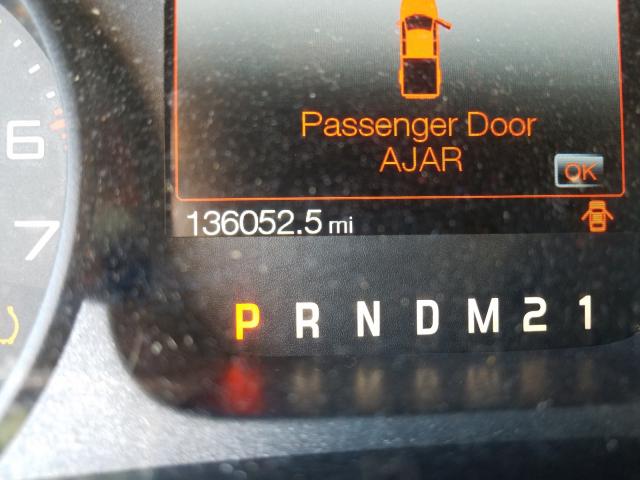 6
7
Passenger Door
AJAR
OK
136052.5 mi
P R N D M 2 1